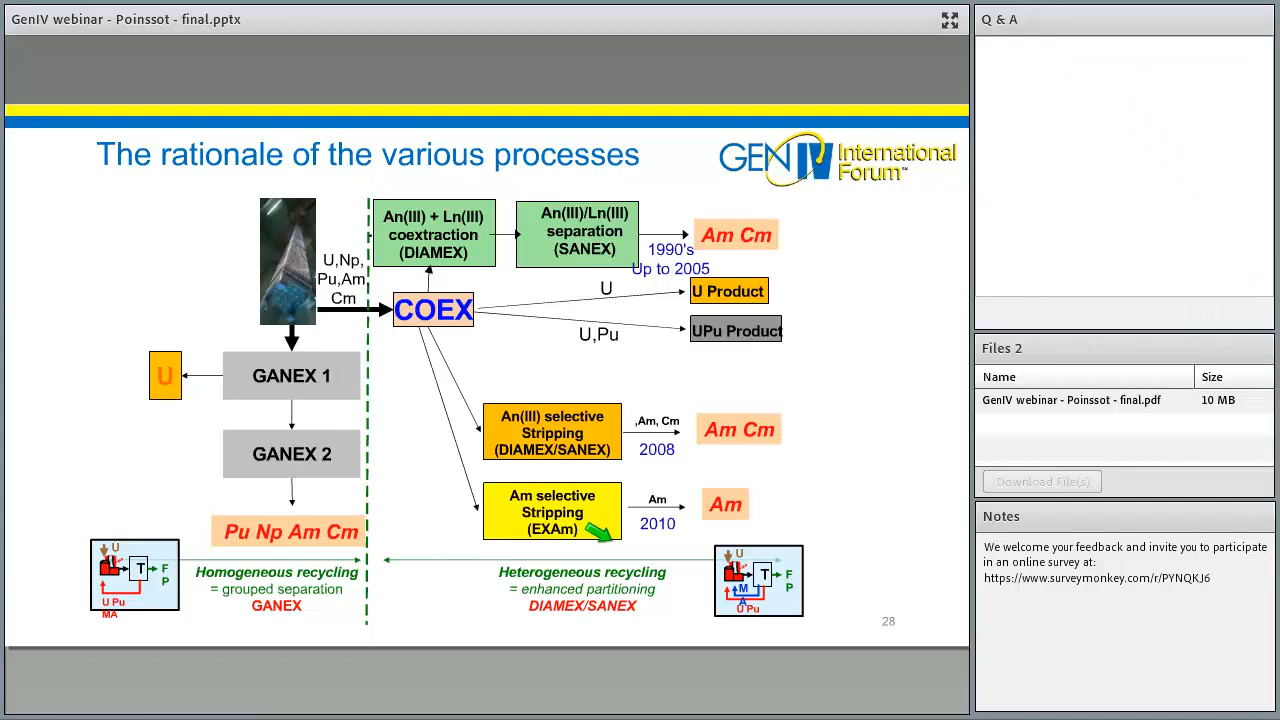 GenIV webinar - Poinssot - final.pptx
The rationale of the various processes
GEN IV International
Forum™
U,Np,
Pu,Am,
Cm
An(III) + Ln(III)
coextraction
(DIAMEX)
An(III)/Ln(III)
separation
(SANEX)
Am Cm
1990's
Up to 2005
COEX
U
U Product
U,Pu
UPu Product
U
GANEX 1
GANEX 2
Pu Np Am Cm
An(III) selective
Stripping
(DIAMEX/SANEX)
,Am, Cm
2008
Am Cm
Am selective
Stripping
(EXAm)
Am
2010
Am
U
T
F
P
U Pu
MA
Homogeneous recycling
= grouped separation
GANEX
Heterogeneous recycling
= enhanced partitioning
DIAMEX/SANEX
U
T
F
P
M
A
U Pu
28
Q & A
Files 2
Name Size
GenIV webinar - Poinssot - final.pdf 10 MB
Download File(s)
Notes
We welcome your feedback and invite you to participate
in an online survey at:
https://www.surveymonkey.com/r/PYNQKJ6